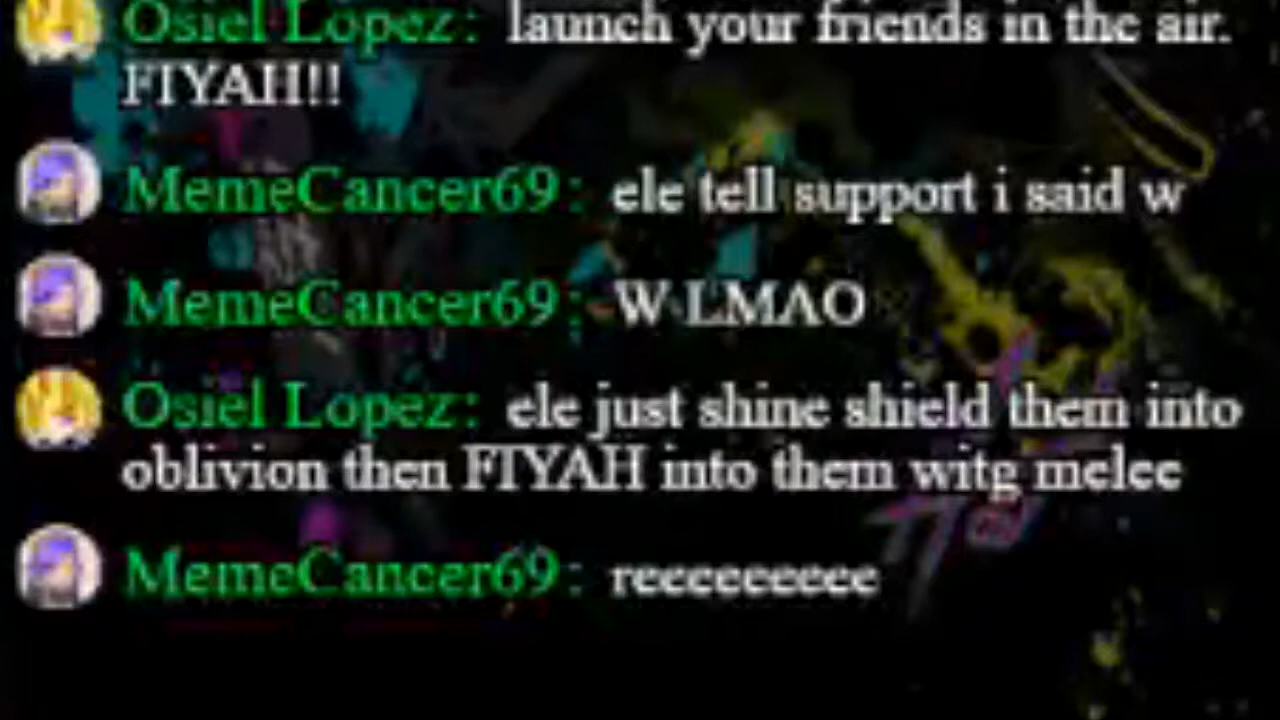 Osiel Lopez: launch your friends in the air.
FIYAH!!
MemeCancer69: ele tell support i said w
MemeCancer69: W LMAO
Osiel Lopez: ele just shine shield them into
oblivion then FIYAH into them witg melee
MemeCancer69: reeeeeeeee